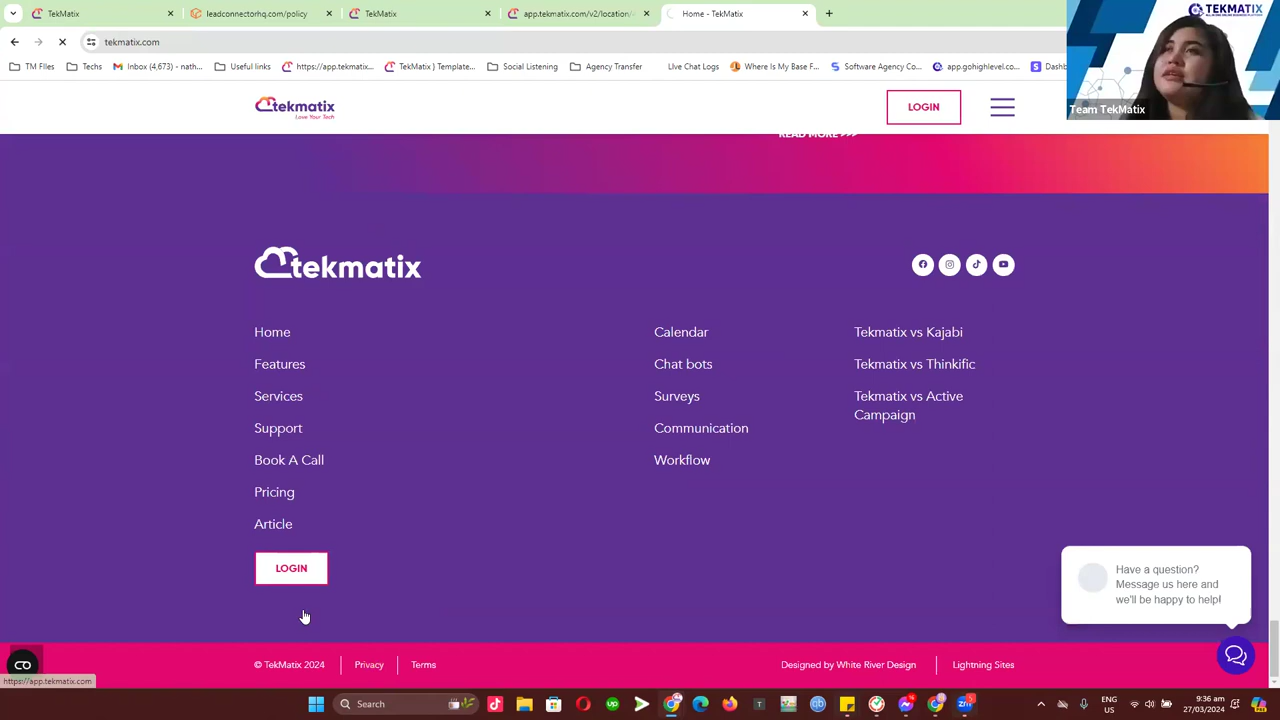 TekMatix
leadconnectorhq.com/policy
TekMatix
app.tekmatix.com/v2/location/
Home - TekMatix
tekmatix.com
TM FIles
Techs
Inbox (4,673) - nath...
Useful links
https://app.tekmatix...
TekMatix | Template...
Social Listening
Agency Transfer
LIve Chat Logs
Where Is My Base F...
Software Agency Co...
app.gohighlevel.co...
Dashb
TEKMATIX
ALL-IN-ONE ONLINE BUSINESS PLATFORM
Team TekMatix
tekmatix
Love Your Tech
LOGIN
READ MORE >>>
tekmatix
Home
Features
Services
Support
Book A Call
Pricing
Article
LOGIN
Calendar
Chat bots
Surveys
Communication
Workflow
Tekmatix vs Kajabi
Tekmatix vs Thinkific
Tekmatix vs Active
Campaign
Have a question?
Message us here and
we'll be happy to help!
© TekMatix 2024
Privacy
Terms
Designed by White River Design
Lightning Sites
https://app.tekmatix.com
Search
ENG
US
9:36 am
27/03/2024